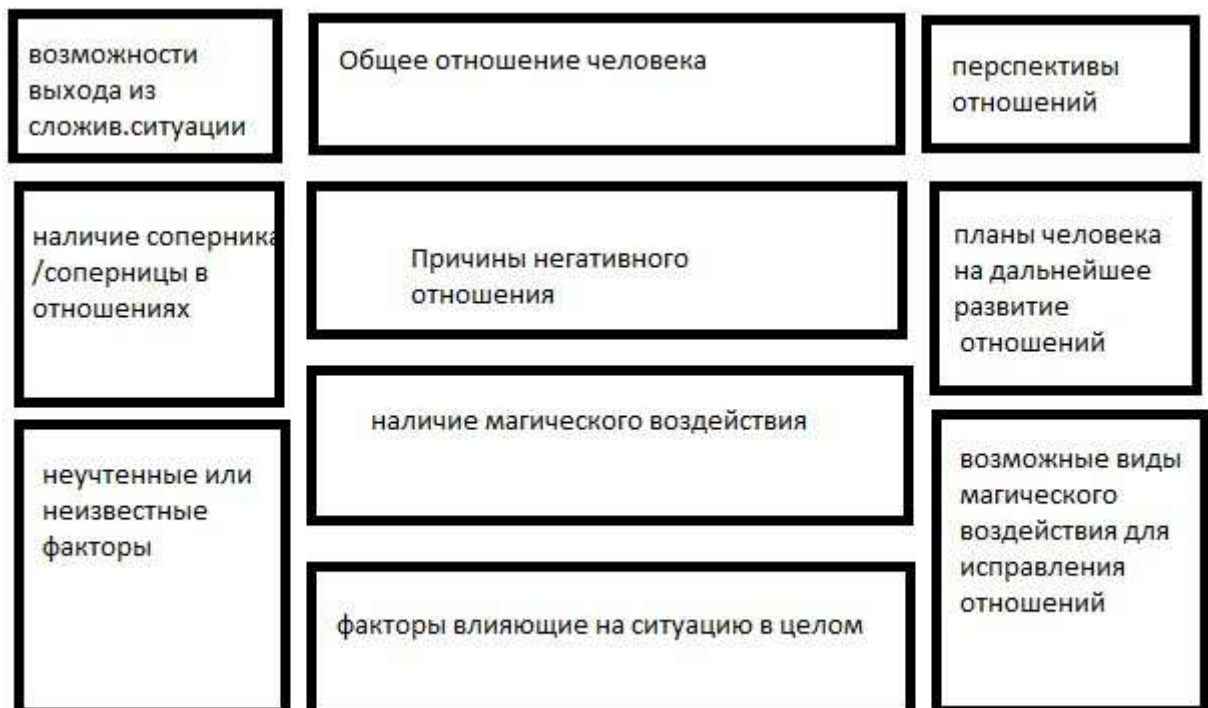 возможности
выхода из
сложив.ситуации
Общее отношение человека
перспективы
отношений
наличие соперника
/соперницы в
отношениях
Причины негативного
отношения
планы человека
на дальнейшее
развитие
отношений
наличие магического воздействия
неучтенные или
неизвестные
факторы
возможные виды
магического
воздействия для
исправления
отношений
факторы влияющие на ситуацию в целом